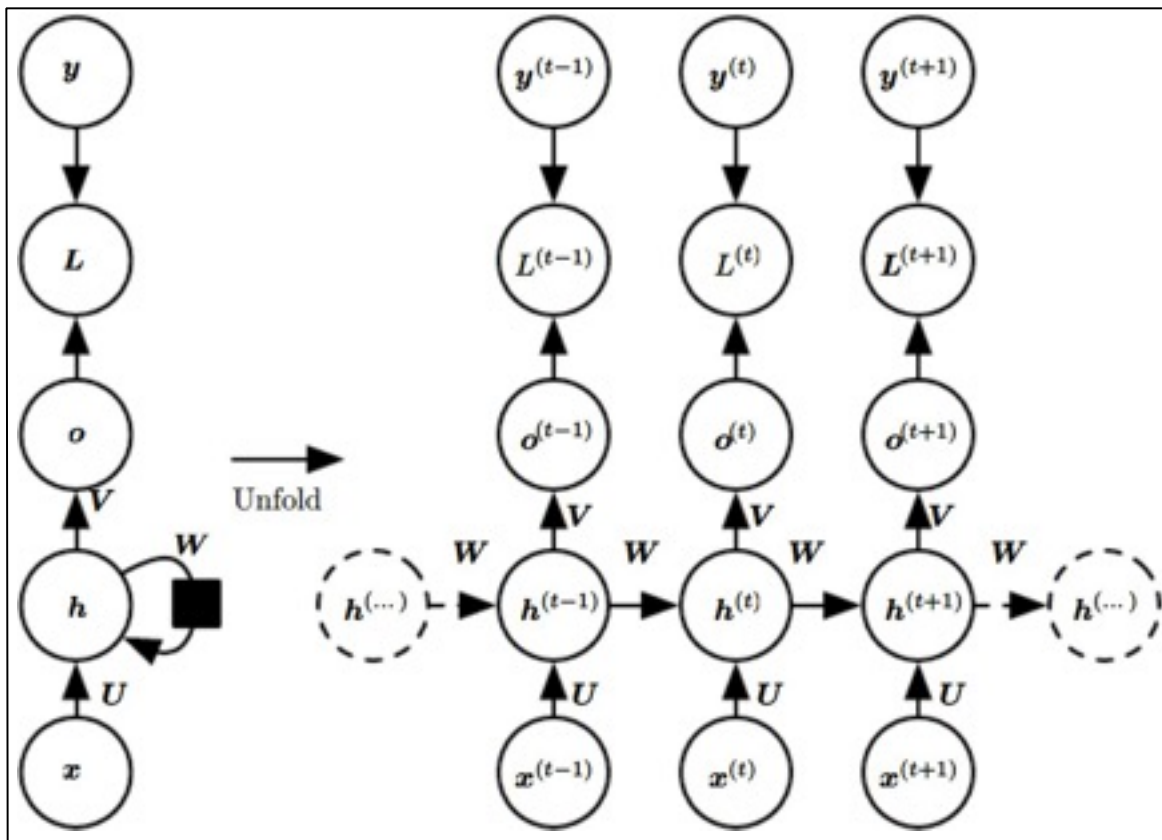 y y^(t−1) y^(t) y^(t+1)
L L^(t−1) L^(t) L^(t+1)
o o^(t−1) o^(t) o^(t+1)
Unfold
V V V V
W W W W W
h h^(...) h^(t−1) h^(t) h^(t+1) h^(...)
U U U U
x x^(t−1) x^(t) x^(t+1)